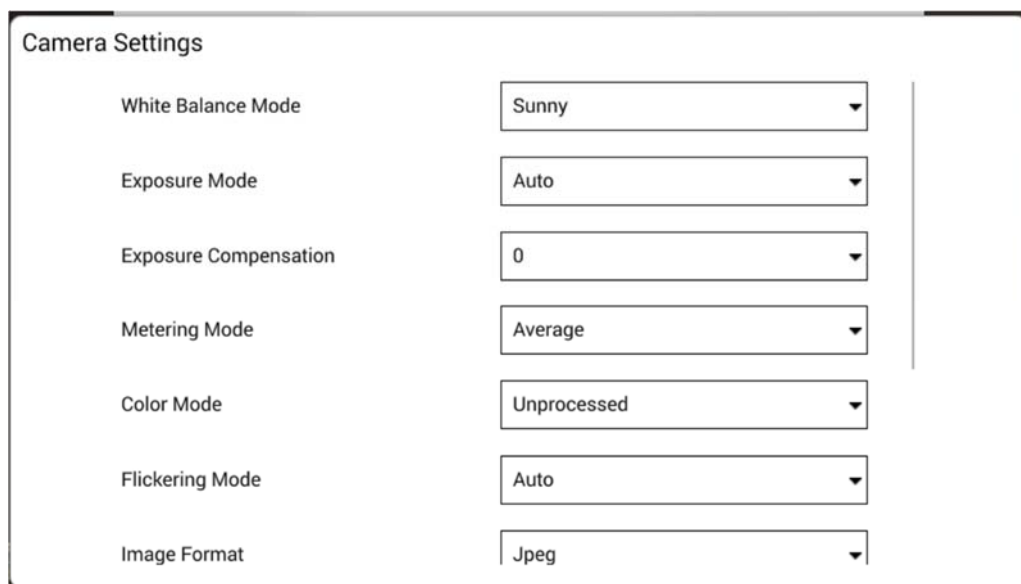 Camera Settings
White Balance Mode Sunny
Exposure Mode Auto
Exposure Compensation 0
Metering Mode Average
Color Mode Unprocessed
Flickering Mode Auto
Image Format Jpeg